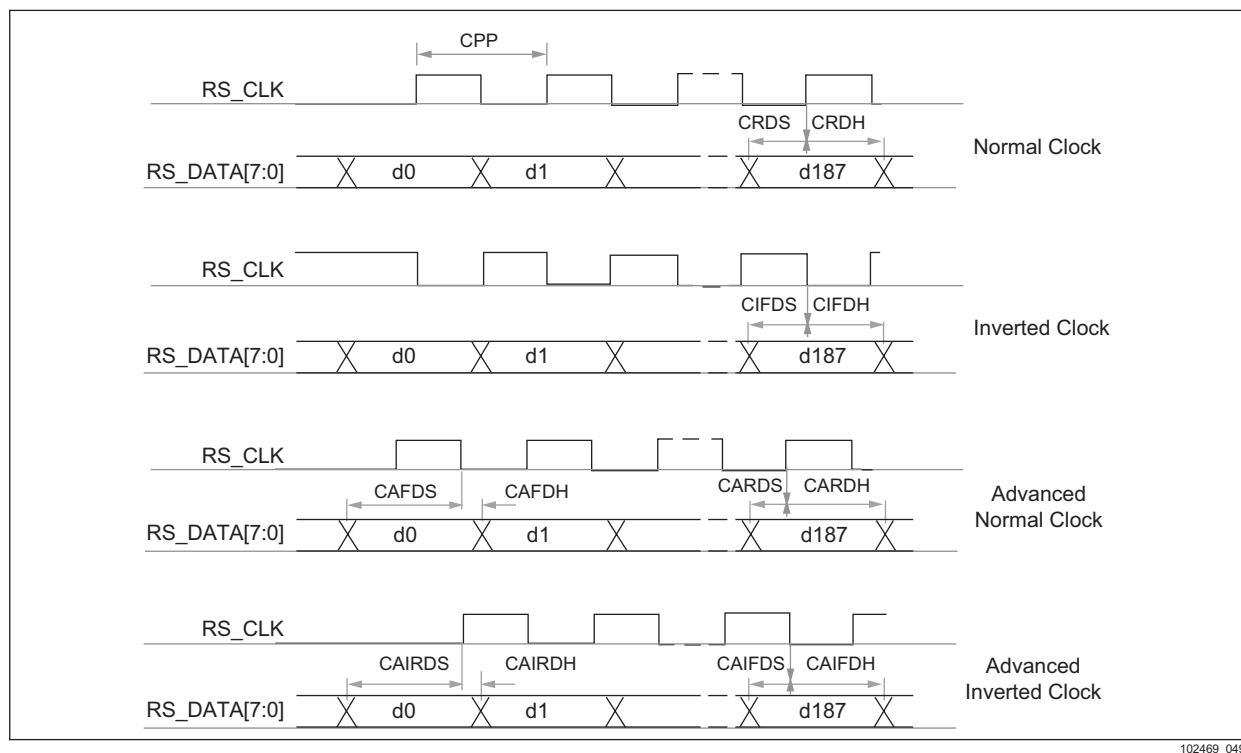 CPP
RS_CLK
CRDS CRDH
Normal Clock
RS_DATA[7:0] d0 d1 d187
RS_CLK
CIFDS CIFDH
Inverted Clock
RS_DATA[7:0] d0 d1 d187
RS_CLK
CAFDS CAFDH CARDS CARDH
Advanced
Normal Clock
RS_DATA[7:0] d0 d1 d187
RS_CLK
CAIRDS CAIRDH CAIFDS CAIFDH
Advanced
Inverted Clock
RS_DATA[7:0] d0 d1 d187
102469_049